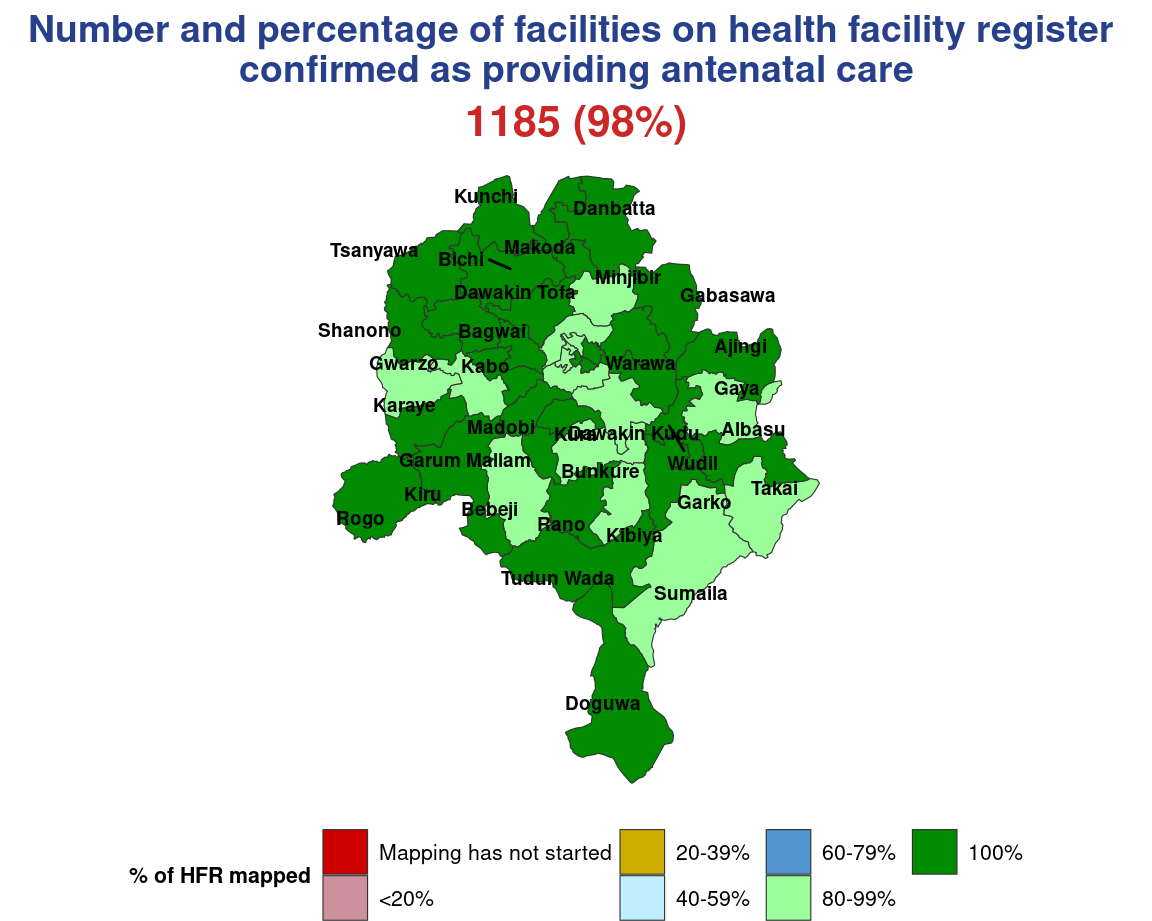 Number and percentage of facilities on health facility register
confirmed as providing antenatal care
1185 (98%)
Kunchi
Danbatta
Makoda
Tsanyawa
Bichi
Minjibir
Dawakin Tofa
Gabasawa
Shanono
Bagwai
Ajingi
Gwarzo
Kabo
Warawa
Gaya
Karaye
Madobi
Kura
Dawakin Kudu
Albasu
Garum Mallam
Wudil
Bunkure
Takai
Kiru
Garko
Bebeji
Rogo
Rano
Kibiya
Tudun Wada
Sumaila
Doguwa
% of HFR mapped
Mapping has not started
<20%
20-39%
40-59%
60-79%
80-99%
100%